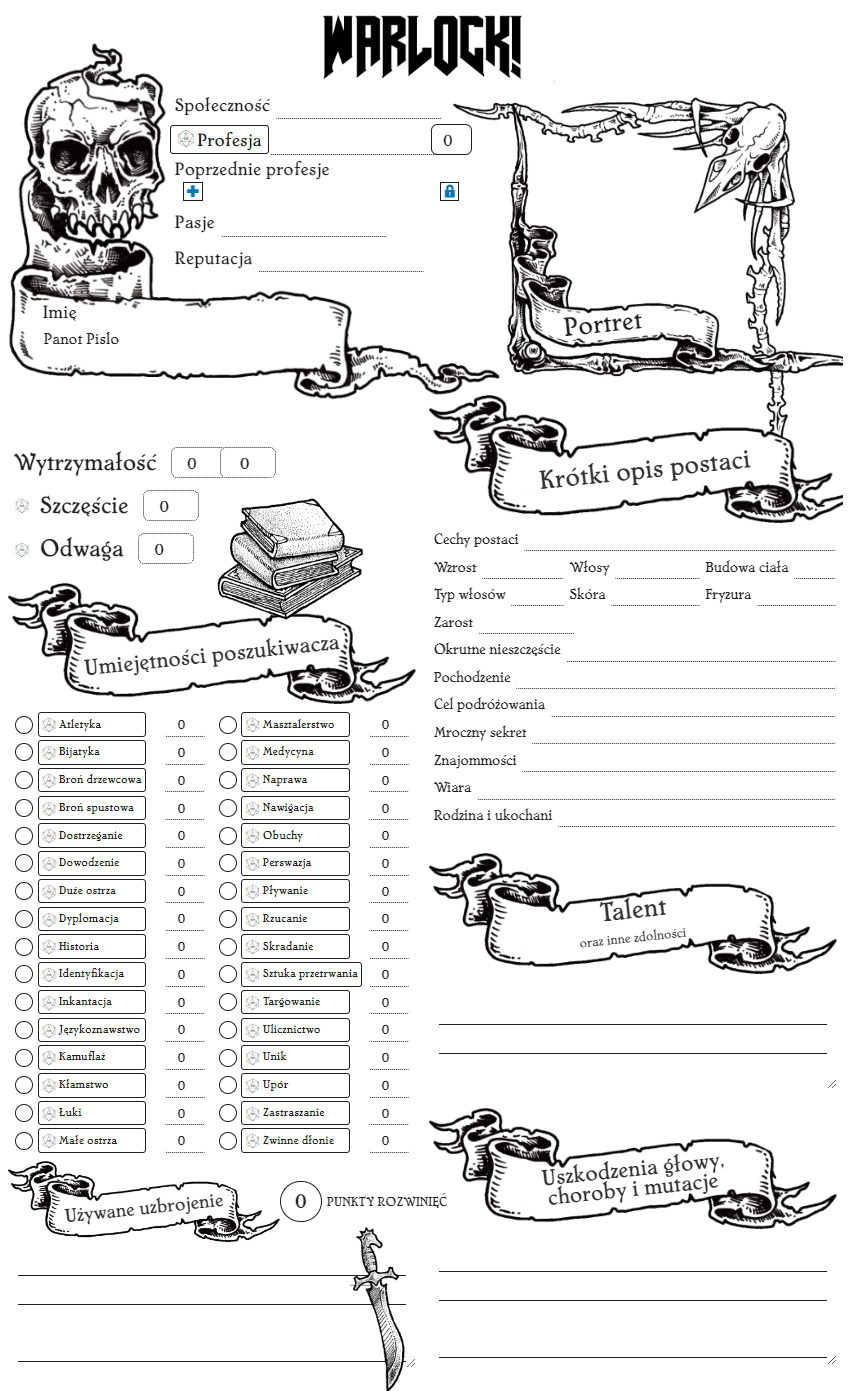 WARLOCK!
Społeczność
Profesja 0
Poprzednie profesje
Pasje
Reputacja
Imię
Panot Pislo
Portret
Krótki opis postaci
Wytrzymałość 0 0
Szczęście 0
Odwaga 0
Umiejętności poszukiwacza
Atletyka 0 Masztalerstwo 0
Bijatyka 0 Medycyna 0
Broń drzewcowa 0 Naprawa 0
Broń spustowa 0 Nawigacja 0
Dostrzeganie 0 Obuchy 0
Dowodzenie 0 Perswazja 0
Duże ostrza 0 Pływanie 0
Dyplomacja 0 Rzucanie 0
Historia 0 Skradanie 0
Identyfikacja 0 Sztuka przetrwania 0
Inkantacja 0 Targowanie 0
Językoznawstwo 0 Ulicznictwo 0
Kamuflaż 0 Unik 0
Kłamstwo 0 Upór 0
Łuki 0 Zastraszanie 0
Małe ostrza 0 Zwinne dłonie 0
Używane uzbrojenie
0 PUNKTY ROZWINIĘĆ
Cechy postaci
Wzrost Włosy Budowa ciała
Typ włosów Skóra Fryzura
Zarost
Okrutne nieszczęście
Pochodzenie
Cel podróżowania
Mroczny sekret
Znajommości
Wiara
Rodzina i ukochani
Talent
oraz inne zdolności
Uszkodzenia głowy,
choroby i mutacje